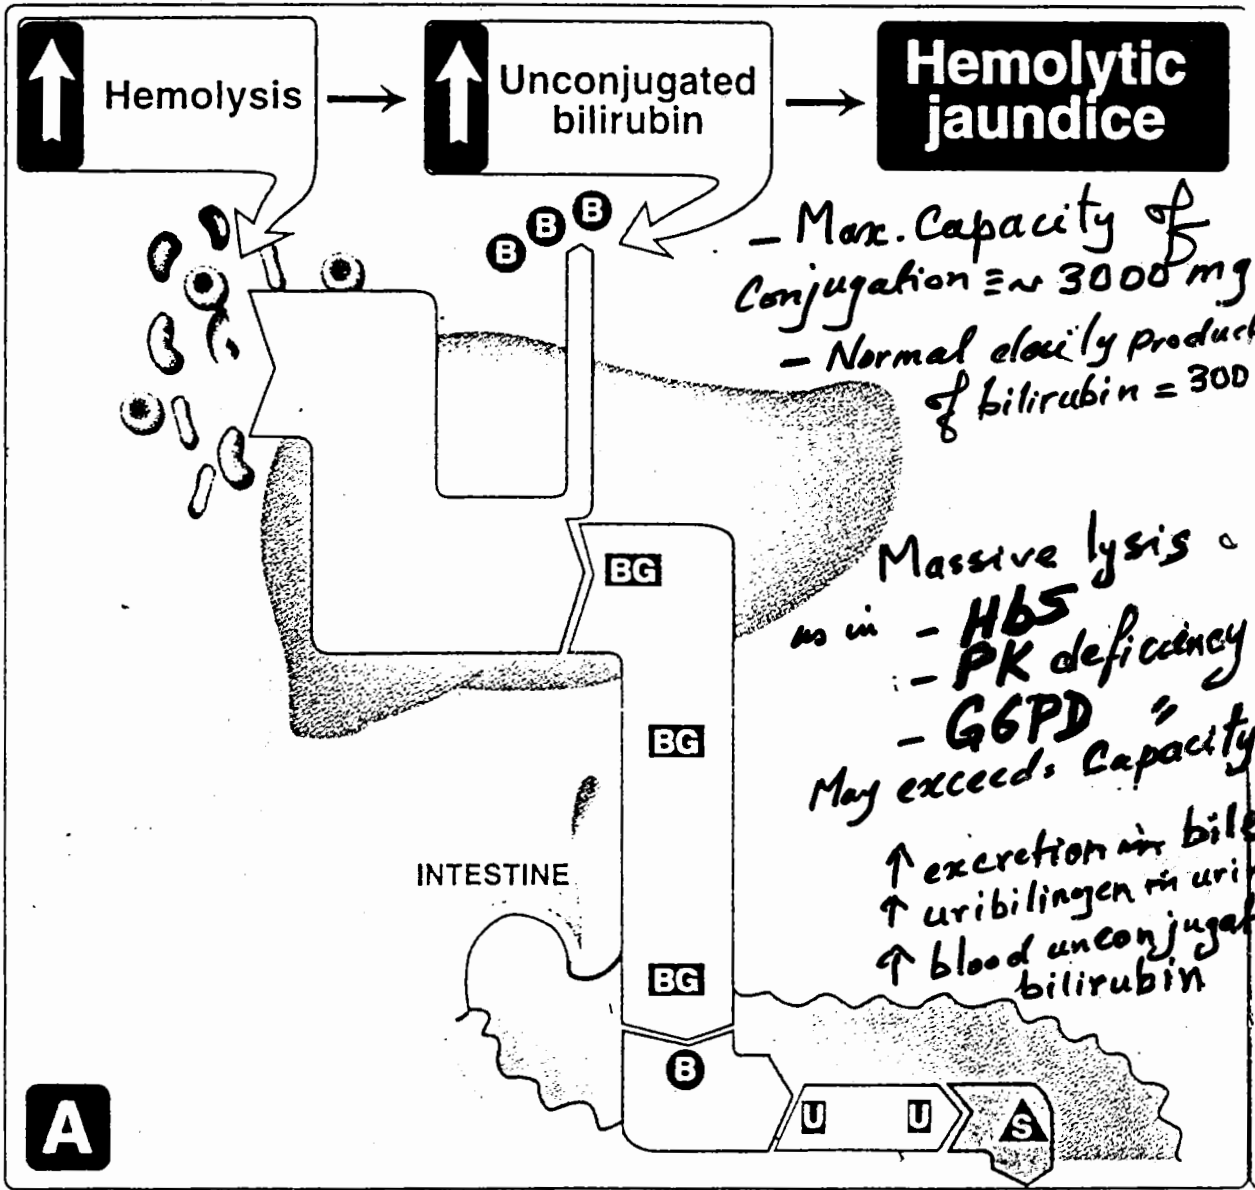 Hemolysis
Unconjugated
bilirubin
Hemolytic
jaundice
B B B
- Max. Capacity of
Conjugation ≡ ~ 3000 mg
- Normal daily product
of bilirubin = 300
Massive lysis
as in - HbS
- PK deficiency
- G6PD "
May exceeds Capacity
↑ excretion in bile
↑ uribilinogen in uri
↑ blood unconjugat
bilirubin
BG
BG
INTESTINE
BG
B
U U S
A